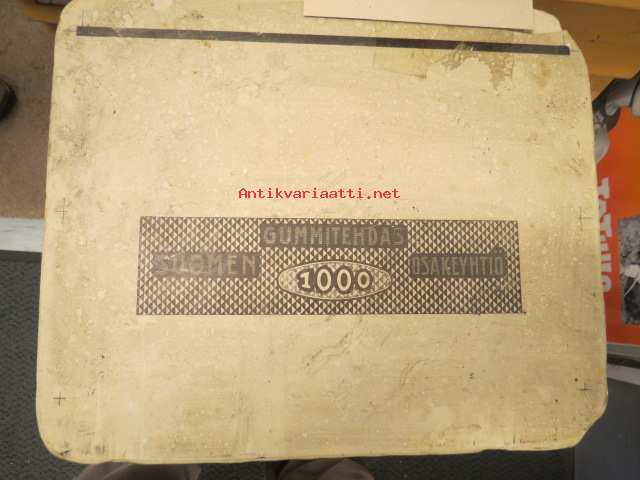 Antikvariaatti.net
GUMMITEHDAS
SUOMEN
1000
OSAKEYHTIÖ